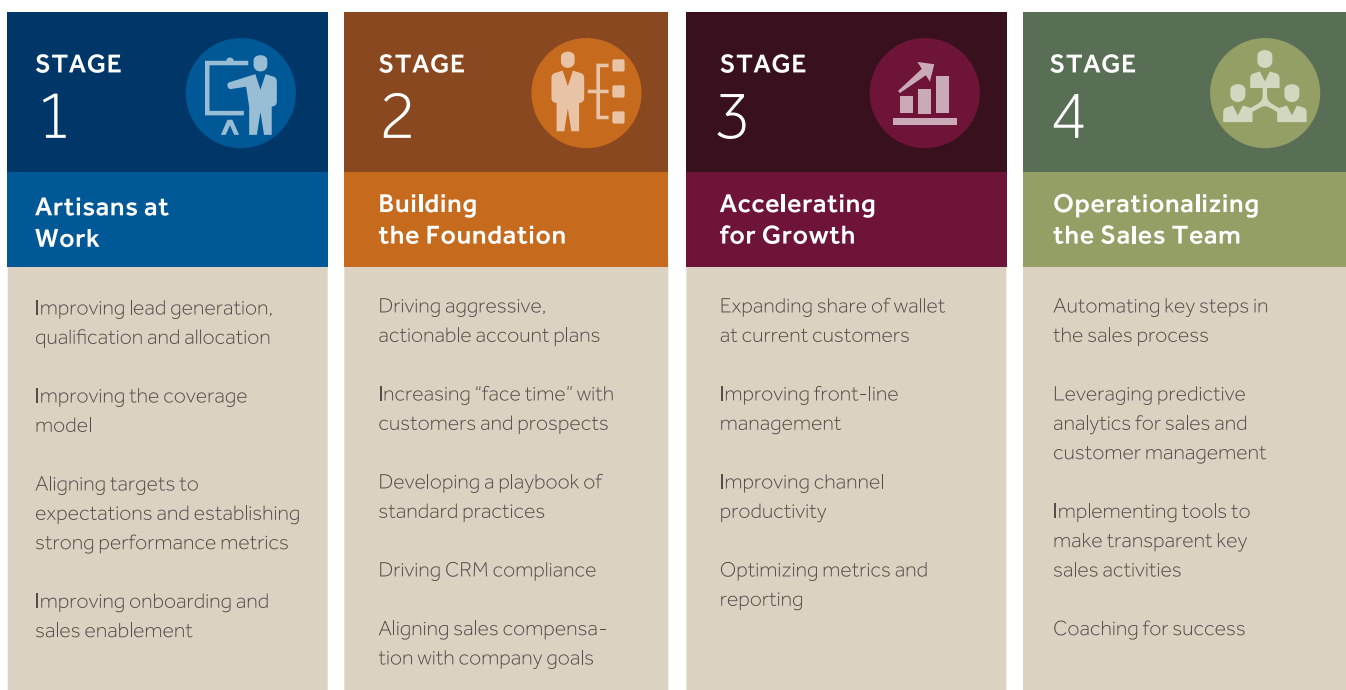 STAGE
1
Artisans at
Work
Improving lead generation,
qualification and allocation
Improving the coverage
model
Aligning targets to
expectations and establishing
strong performance metrics
Improving onboarding and
sales enablement
STAGE
2
Building
the Foundation
Driving aggressive,
actionable account plans
Increasing “face time” with
customers and prospects
Developing a playbook of
standard practices
Driving CRM compliance
Aligning sales compensa-
tion with company goals
STAGE
3
Accelerating
for Growth
Expanding share of wallet
at current customers
Improving front-line
management
Improving channel
productivity
Optimizing metrics and
reporting
STAGE
4
Operationalizing
the Sales Team
Automating key steps in
the sales process
Leveraging predictive
analytics for sales and
customer management
Implementing tools to
make transparent key
sales activities
Coaching for success